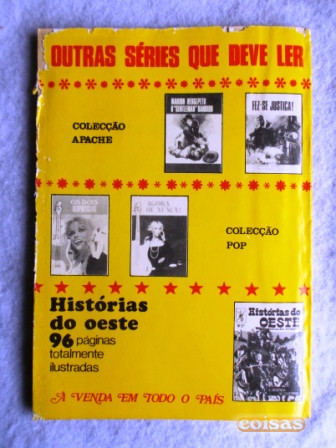 OUTRAS SÉRIES QUE DEVE LER
COLECÇÃO
APACHE
FEZ-SE JUSTIÇA!
COLECÇÃO
POP
Histórias
do oeste
96 páginas
totalmente
ilustradas
Histórias do
OESTE
À VENDA EM TODO O PAÍS
coisas